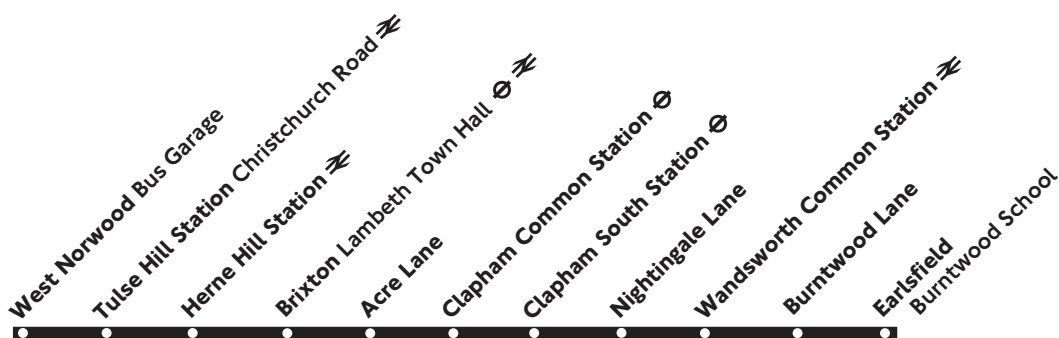 West Norwood Bus Garage
Tulse Hill Station Christchurch Road
Herne Hill Station
Brixton Lambeth Town Hall
Acre Lane
Clapham Common Station
Clapham South Station
Nightingale Lane
Wandsworth Common Station
Burntwood Lane
Earlsfield
Burntwood School